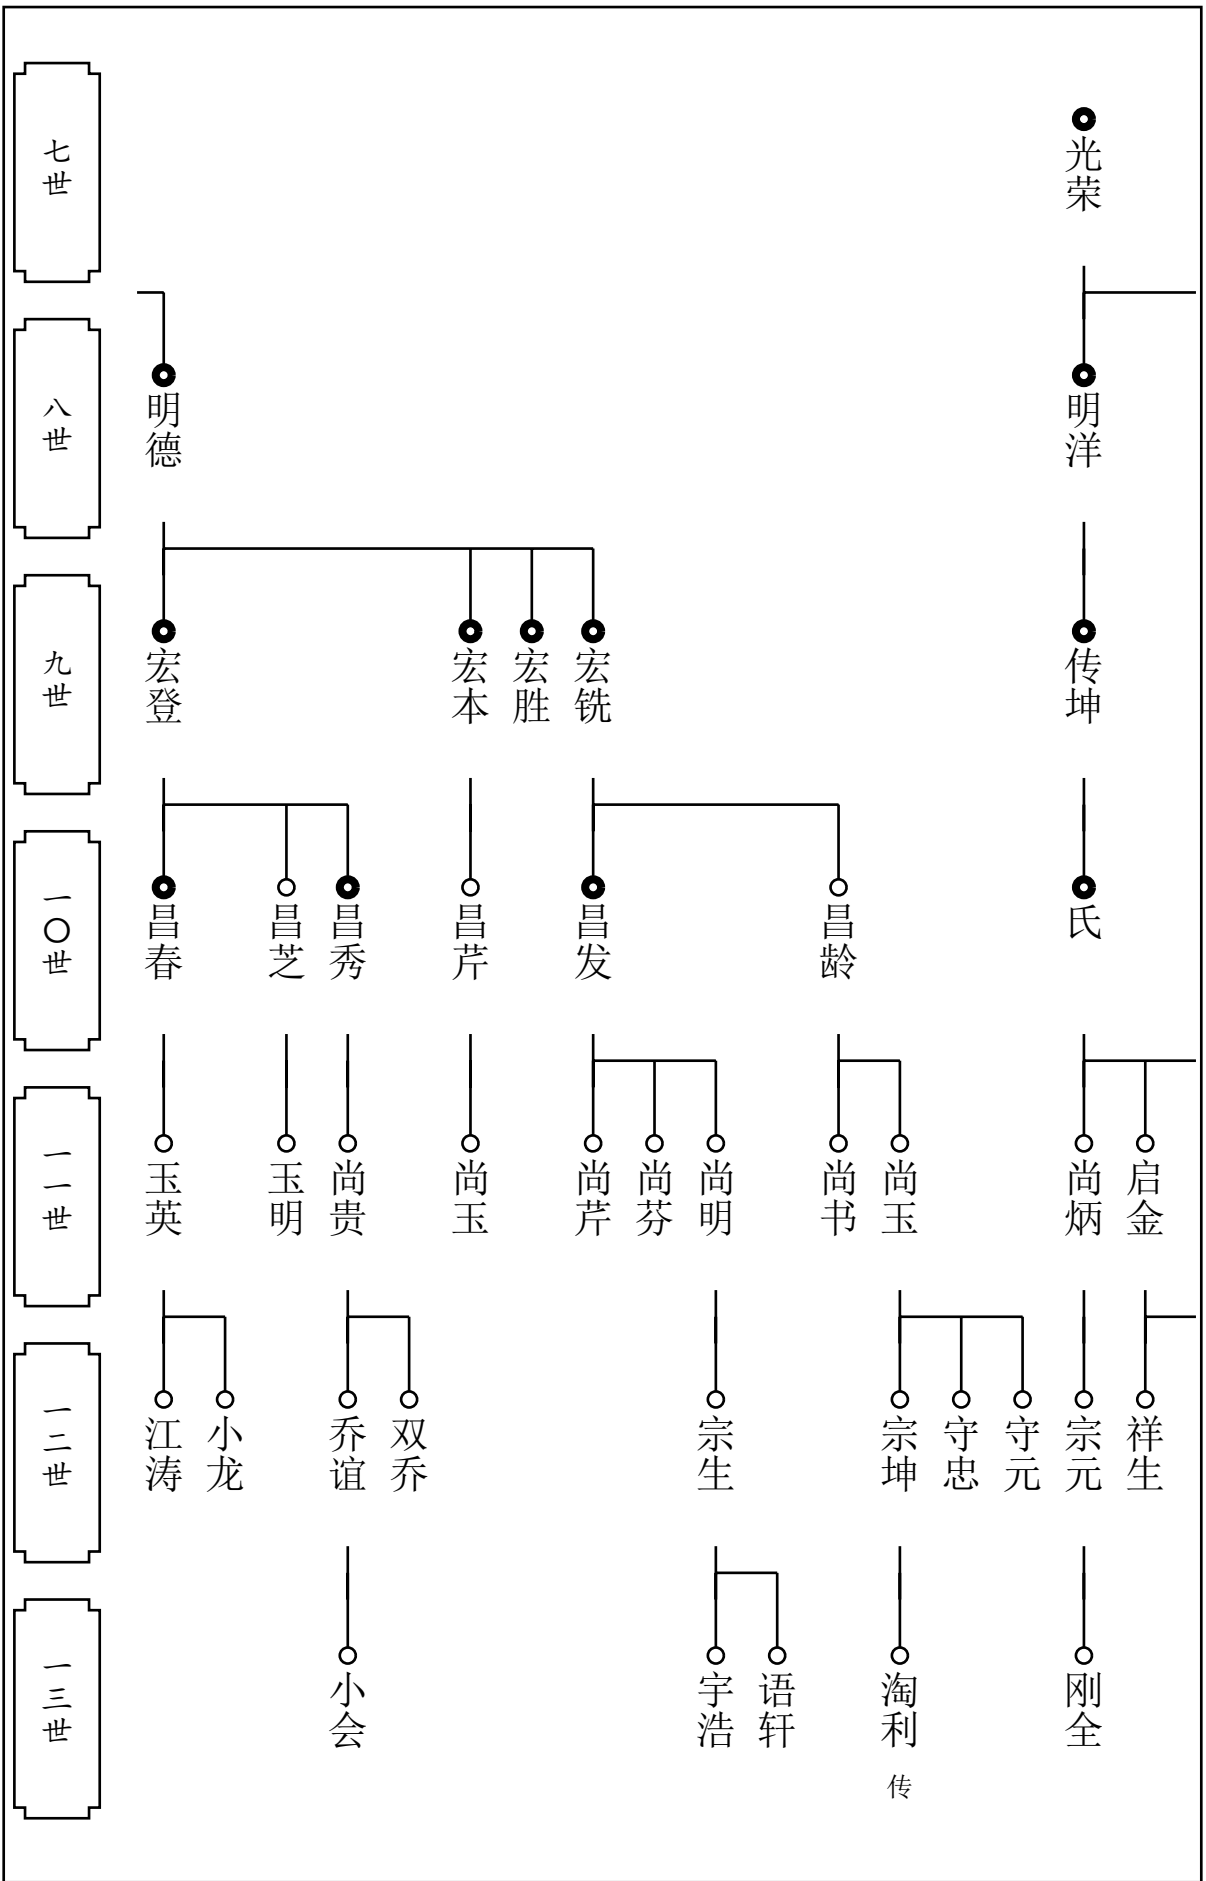 七世
光荣
八世
明德
明洋
九世
宏登
宏本
宏胜
宏铣
传坤
一〇世
昌春
昌芝
昌秀
昌芹
昌发
昌龄
氏
一一世
玉英
玉明
尚贵
尚玉
尚芹
尚芬
尚明
尚书
尚玉
尚炳
启金
一二世
江涛
小龙
乔谊
双乔
宗生
宗坤
守忠
守元
宗元
祥生
一三世
小会
宇浩
语轩
淘利
传
刚全